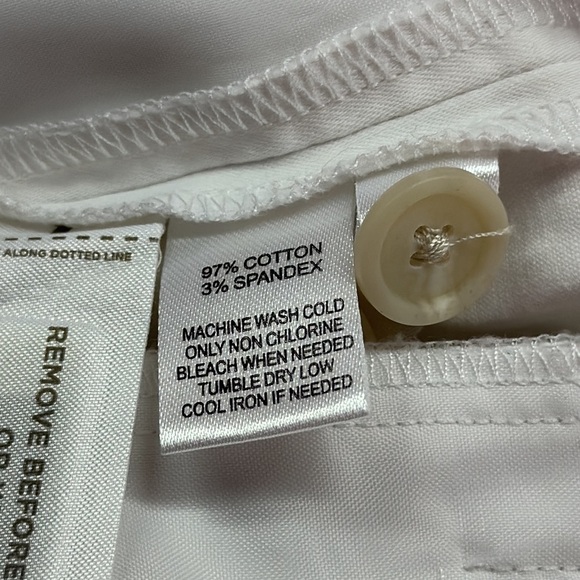 ALONG DOTTED LINE
REMOVE BEFORE
97% COTTON
3% SPANDEX
MACHINE WASH COLD
ONLY NON CHLORINE
BLEACH WHEN NEEDED
TUMBLE DRY LOW
COOL IRON IF NEEDED